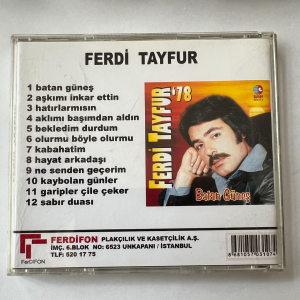 FERDİ TAYFUR
1 batan güneş
2 aşkımı inkar ettin
3 hatırlarmısın
4 aklımı başımdan aldın
5 bekledim durdum
6 olurmu böyle olurmu
7 kabahatim
8 hayat arkadaşı
9 ne senden geçerim
10 kaybolan günler
11 garipler çile çeker
12 sabır duası
FERDİ TAYFUR '78
Batan Güneş
FERDİFON
FERDİFON PLAKÇILIK VE KASETÇİLİK A.Ş.
İMÇ. 6.BLOK NO: 6523 UNKAPANI / İSTANBUL
TLF: 520 17 75